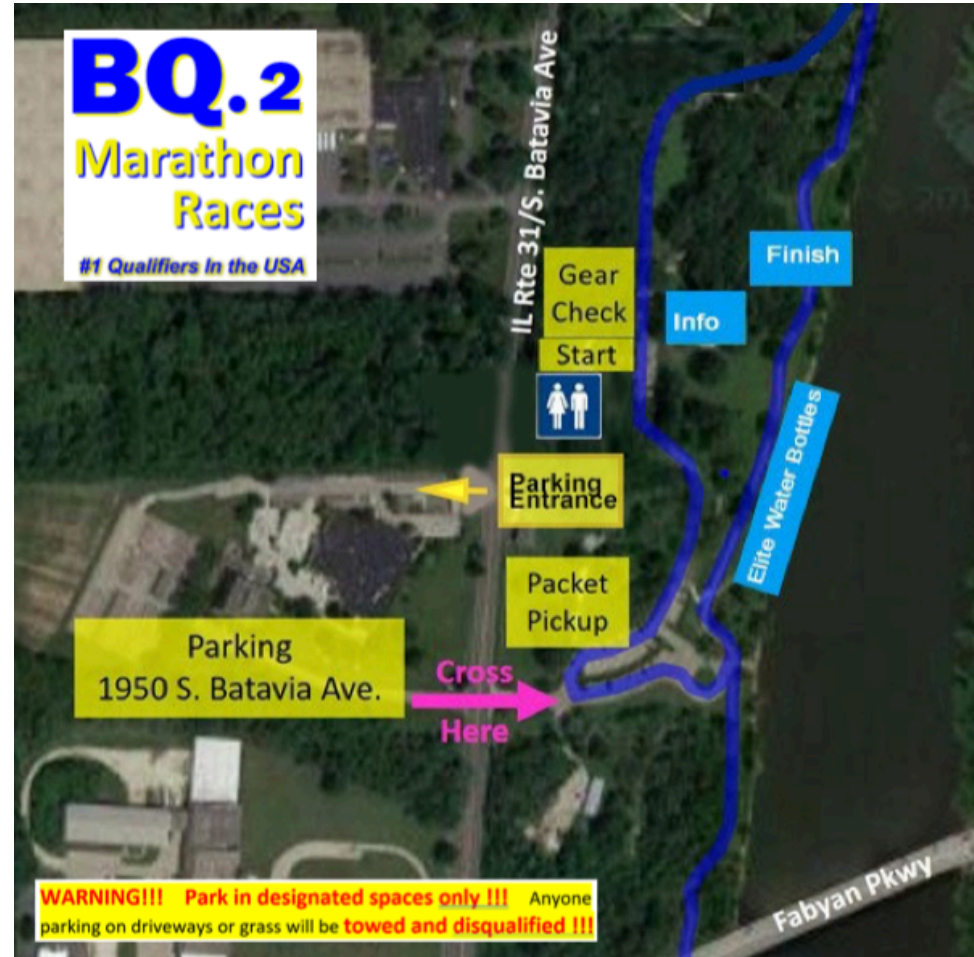 BQ.2
Marathon
Races
#1 Qualifiers In the USA
IL Rte 31/S. Batavia Ave
Gear
Check
Start
Finish
Info
Elite Water Bottles
Parking
Entrance
Packet
Pickup
Parking
1950 S. Batavia Ave.
Cross
Here
Fabyan Pkwy
WARNING!!! Park in designated spaces only !!! Anyone
parking on driveways or grass will be towed and disqualified !!!